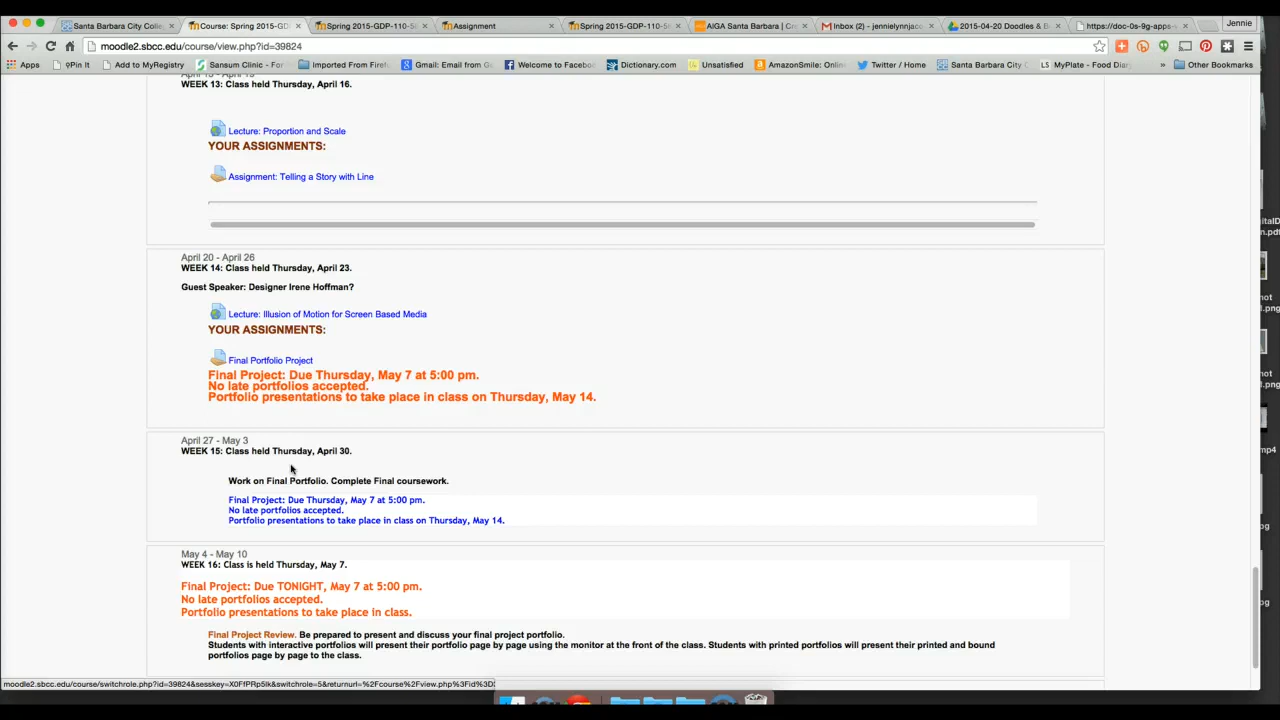 Santa Barbara City Colle
Course: Spring 2015-GDP
Spring 2015-GDP-110-5
Assignment
Spring 2015-GDP-110-5
AIGA Santa Barbara | Cr
Inbox (2) - jennielynnjac
2015-04-20 Doodles & B
https://doc-0s-9g-apps-
Jennie
moodle2.sbcc.edu/course/view.php?id=39824
Apps
Pin It
Add to MyRegistry
Sansum Clinic - For
Imported From Firef
Gmail: Email from G
Welcome to Facebo
Dictionary.com
Unsatisfied
AmazonSmile: Onli
Twitter / Home
Santa Barbara City C
MyPlate - Food Diar
»
Other Bookmarks
WEEK 13: Class held Thursday, April 16.
Lecture: Proportion and Scale
YOUR ASSIGNMENTS:
Assignment: Telling a Story with Line
April 20 - April 26
WEEK 14: Class held Thursday, April 23.
Guest Speaker: Designer Irene Hoffman?
Lecture: Illusion of Motion for Screen Based Media
YOUR ASSIGNMENTS:
Final Portfolio Project
Final Project: Due Thursday, May 7 at 5:00 pm.
No late portfolios accepted.
Portfolio presentations to take place in class on Thursday, May 14.
April 27 - May 3
WEEK 15: Class held Thursday, April 30.
Work on Final Portfolio. Complete Final coursework.
Final Project: Due Thursday, May 7 at 5:00 pm.
No late portfolios accepted.
Portfolio presentations to take place in class on Thursday, May 14.
May 4 - May 10
WEEK 16: Class is held Thursday, May 7.
Final Project: Due TONIGHT, May 7 at 5:00 pm.
No late portfolios accepted.
Portfolio presentations to take place in class.
Final Project Review. Be prepared to present and discuss your final project portfolio.
Students with interactive portfolios will present their portfolio page by page using the monitor at the front of the class. Students with printed portfolios will present their printed and bound
portfolios page by page to the class.